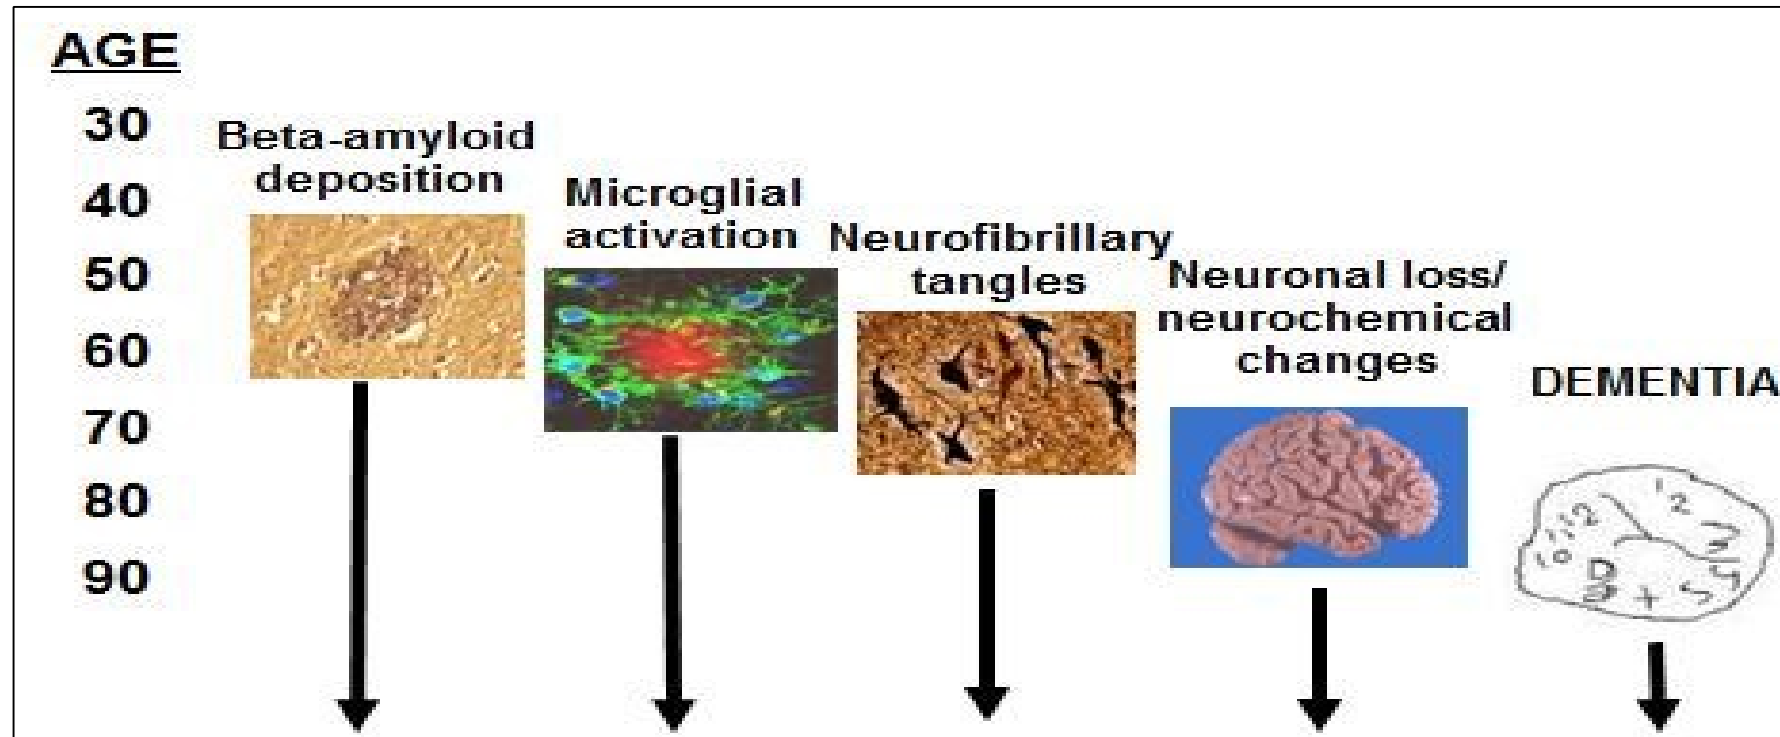 AGE
30
40
50
60
70
80
90
Beta-amyloid
deposition
Microglial
activation
Neurofibrillary
tangles
Neuronal loss/
neurochemical
changes
DEMENTIA